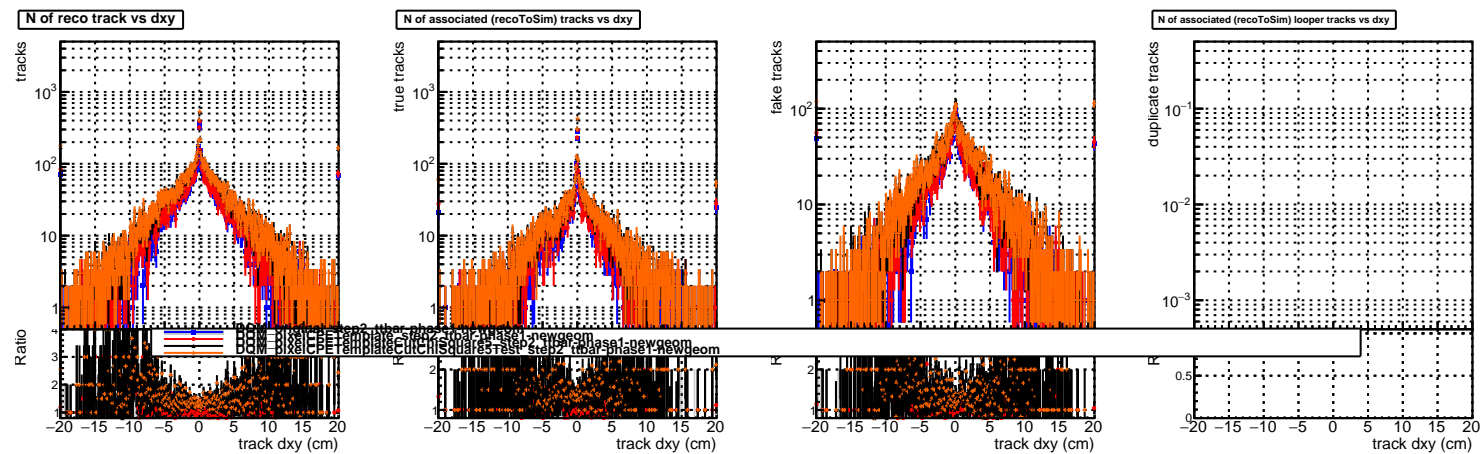 N of reco track vs dxy
N of associated (recoToSim) tracks vs dxy
N of associated (recoToSim) looper tracks vs dxy
tracks
10³
10²
10
1
Ratio
4
3
2
1
−20 −15 −10 −5 0 5 10 15 20
track dxy (cm)
true tracks
10³
10²
10
1
2
1
−20 −15 −10 −5 0 5 10 15 20
track dxy (cm)
fake tracks
10²
10
1
2
1
−20 −15 −10 −5 0 5 10 15 20
track dxy (cm)
duplicate tracks
10⁻¹
10⁻²
10⁻³
0.5
0
−20 −15 −10 −5 0 5 10 15 20
track dxy (cm)
DQM_pixelCPETemplateCutChiSquare5Test_step2_ttbar-phase1-newgeom